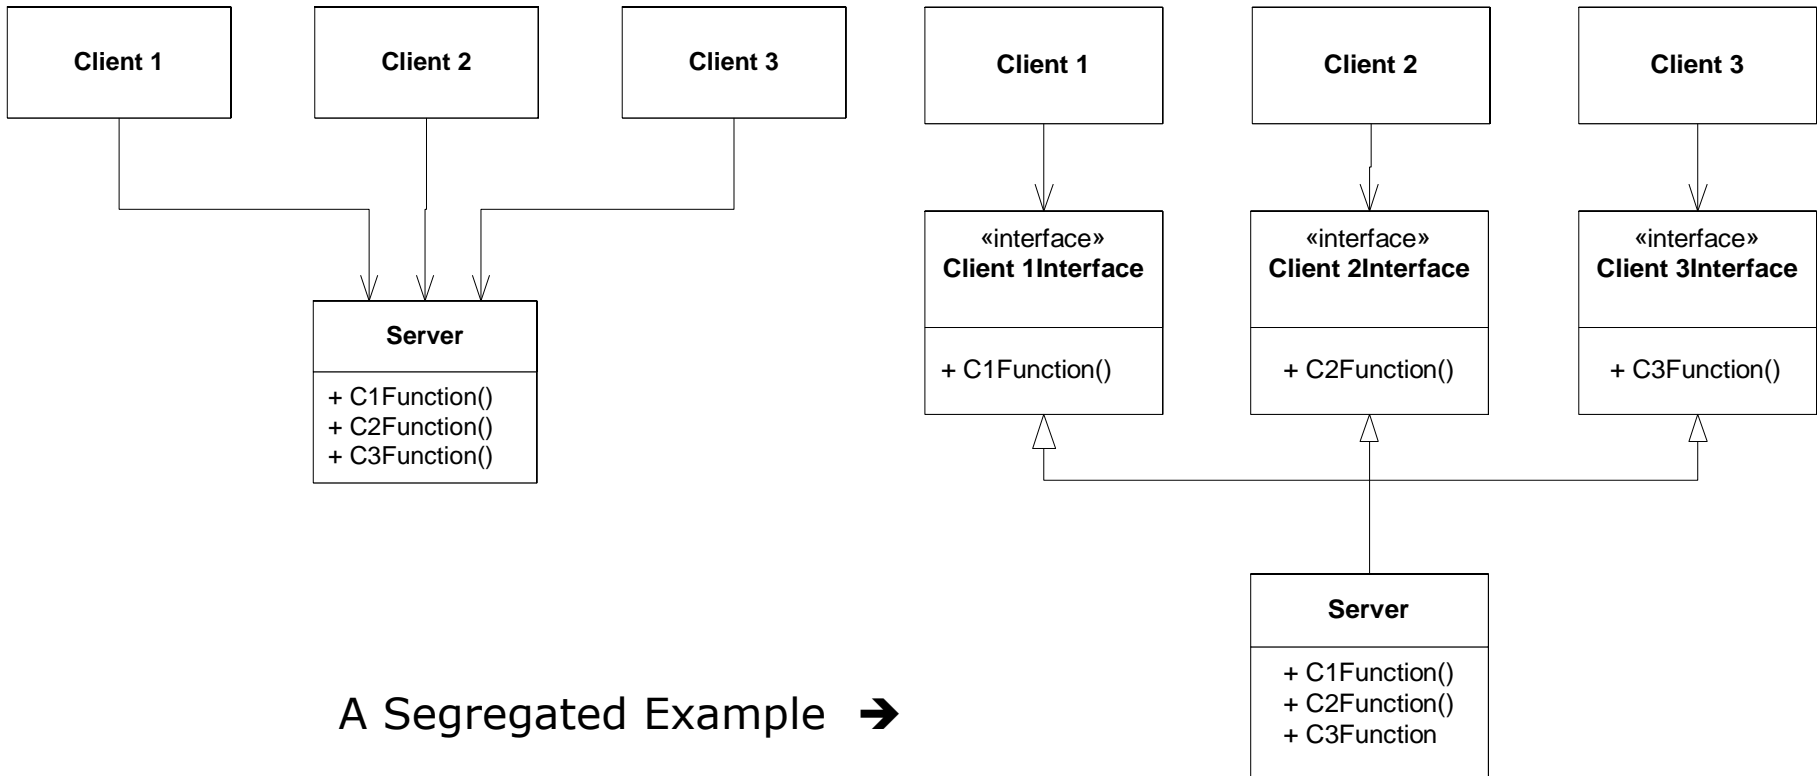 Client 1
Client 2
Client 3
Server
+ C1Function()
+ C2Function()
+ C3Function()
Client 1
Client 2
Client 3
«interface»
Client 1Interface
+ C1Function()
«interface»
Client 2Interface
+ C2Function()
«interface»
Client 3Interface
+ C3Function()
Server
+ C1Function()
+ C2Function()
+ C3Function
A Segregated Example ➔